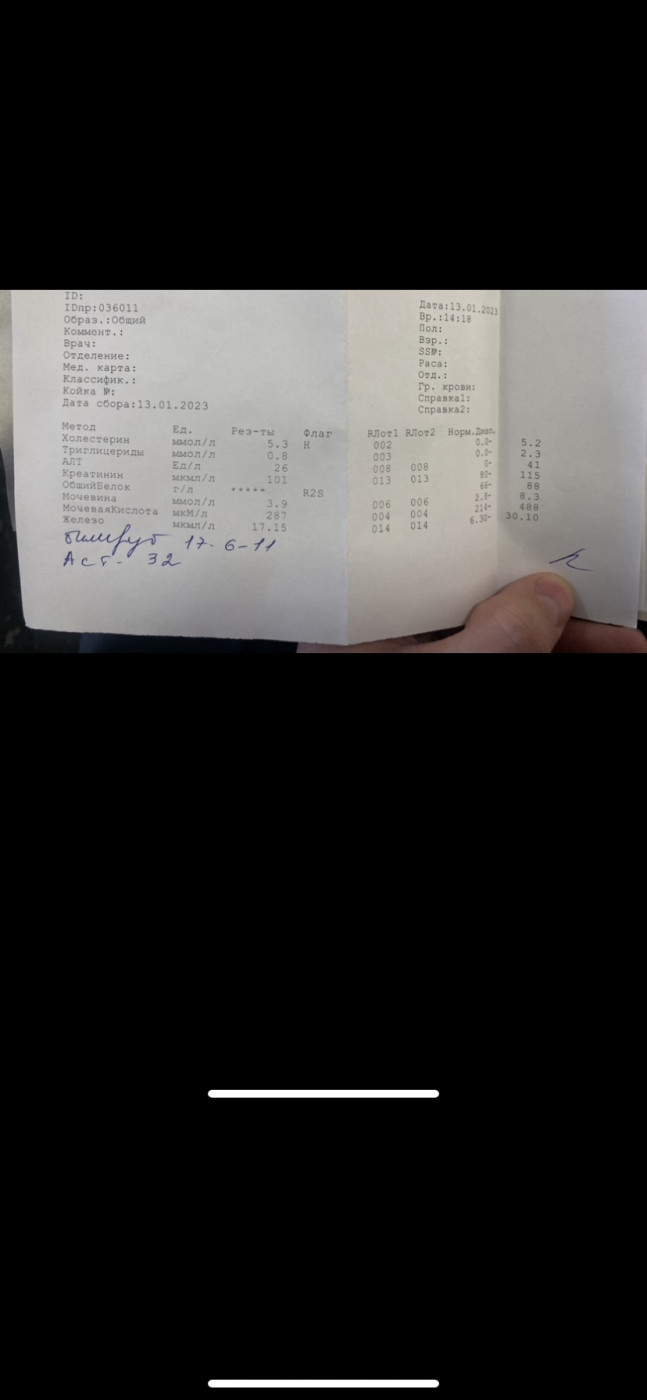 ID:
IDпр:036011
Образ.:Общий
Коммент.:
Врач:
Отделение:
Мед. карта:
Классифик.:
Койка №:
Дата сбора:13.01.2023
Дата:13.01.2023
Вр.:14:18
Пол:
Взр.:
SS№:
Раса:
Отд.:
Гр. крови:
Справка1:
Справка2:
Метод Ед. Рез-ты Флаг RЛот1 RЛот2 Норм.Диап.
Холестерин ммол/л 5.3 H 002 0.0- 5.2
Триглицериды ммол/л 0.8 003 0.0- 2.3
АЛТ Ед/л 26 008 008 0- 41
Креатинин мкмл/л 101 013 013 80- 115
ОбщийБелок г/л ***** R2S 66- 88
Мочевина ммол/л 3.9 006 006 2.8- 8.3
МочеваяКислота мкМ/л 287 004 004 214- 488
Железо мкмл/л 17.15 014 014 6.30- 30.10
билируб 17-6-11
Аст- 32